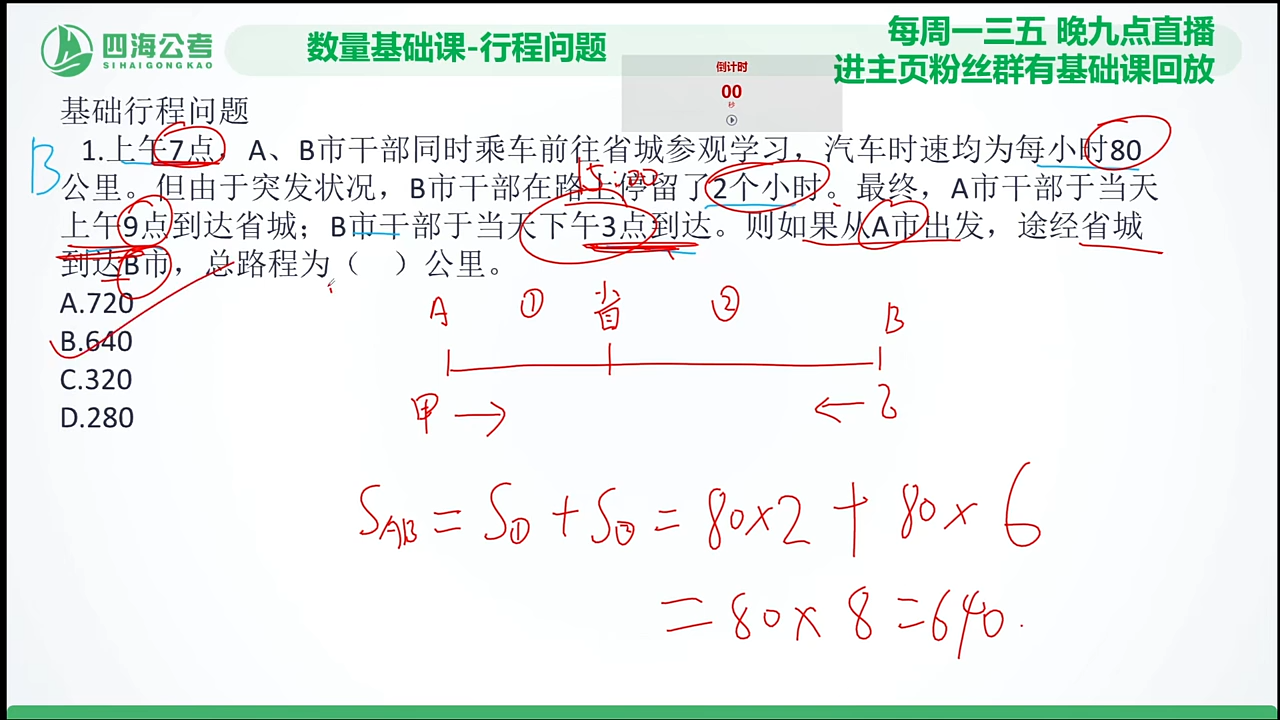 四海公考
SIHAIGONGKAO
数量基础课-行程问题
倒计时
00
秒
每周一三五 晚九点直播
进主页粉丝群有基础课回放
基础行程问题
B
1.上午7点，A、B市干部同时乘车前往省城参观学习，汽车时速均为每小时80
15:00
公里。但由于突发状况，B市干部在路上停留了2个小时。最终，A市干部于当天
上午9点到达省城；B市干部于当天下午3点到达。则如果从A市出发，途经省城
到达B市，总路程为（ ）公里。
A.720
B.640
C.320
D.280
A ① 省 ② B
甲 → ← 乙
S_AB = S① + S② = 80×2 + 80×6
= 80×8 = 640.